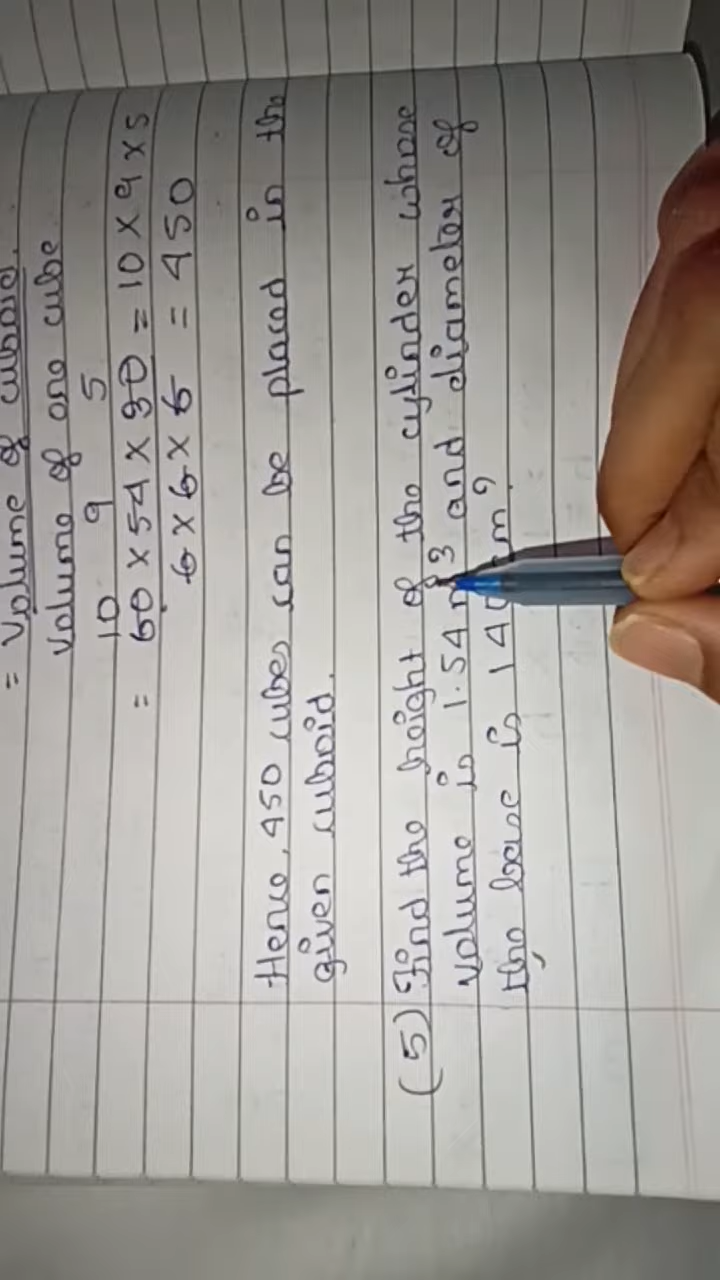 = Volume of cuboid.
Volume of one cube
10 9 5
= 60 × 54 × 30 = 10 × 9 × 5
6 × 6 × 6 = 450
Hence, 450 cubes can be placed in the
given cuboid.
(5) Find the height of the cylinder whose
volume is 1.54 m³ and diameter of
the base is 140 cm?